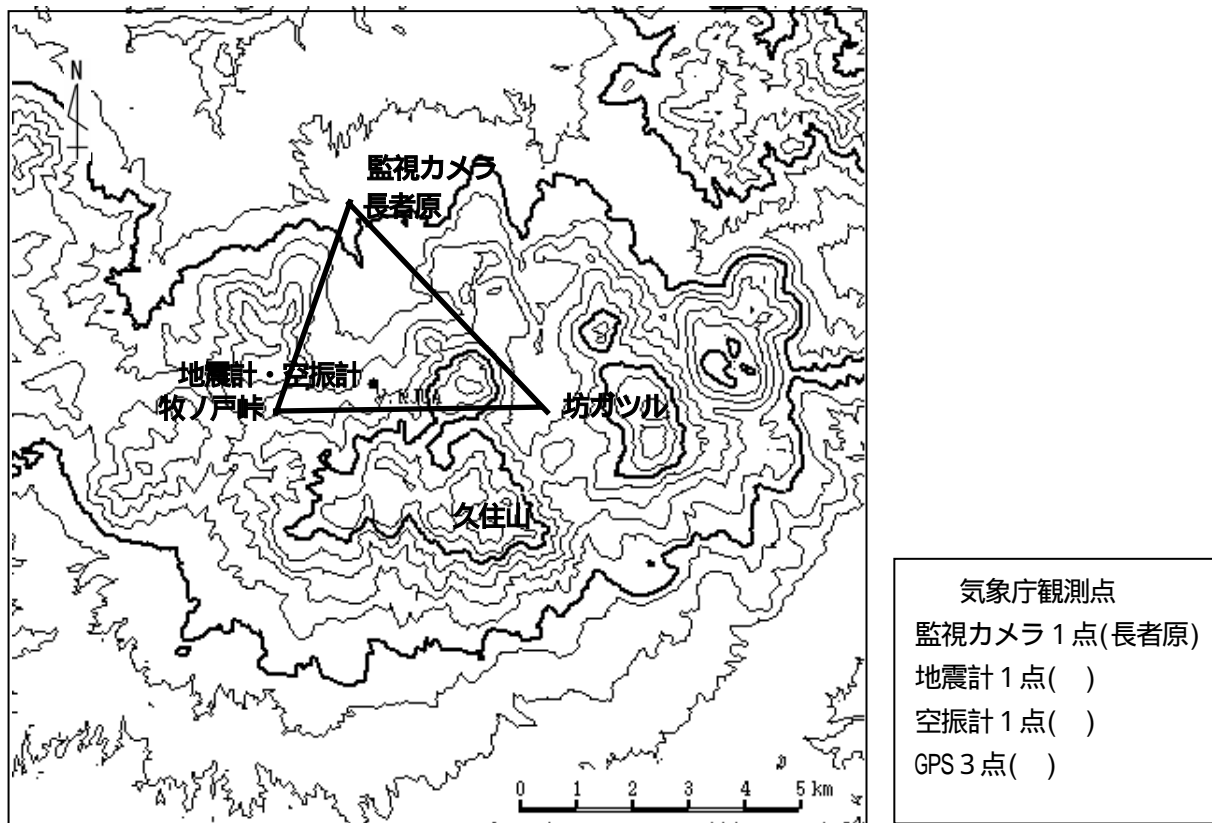 N
監視カメラ
長者原
地震計・空振計
牧ノ戸峠
坊ガツル
久住山
0 1 2 3 4 5 km
気象庁観測点
監視カメラ1点(長者原)
地震計1点(　)
空振計1点(　)
GPS3点(　)